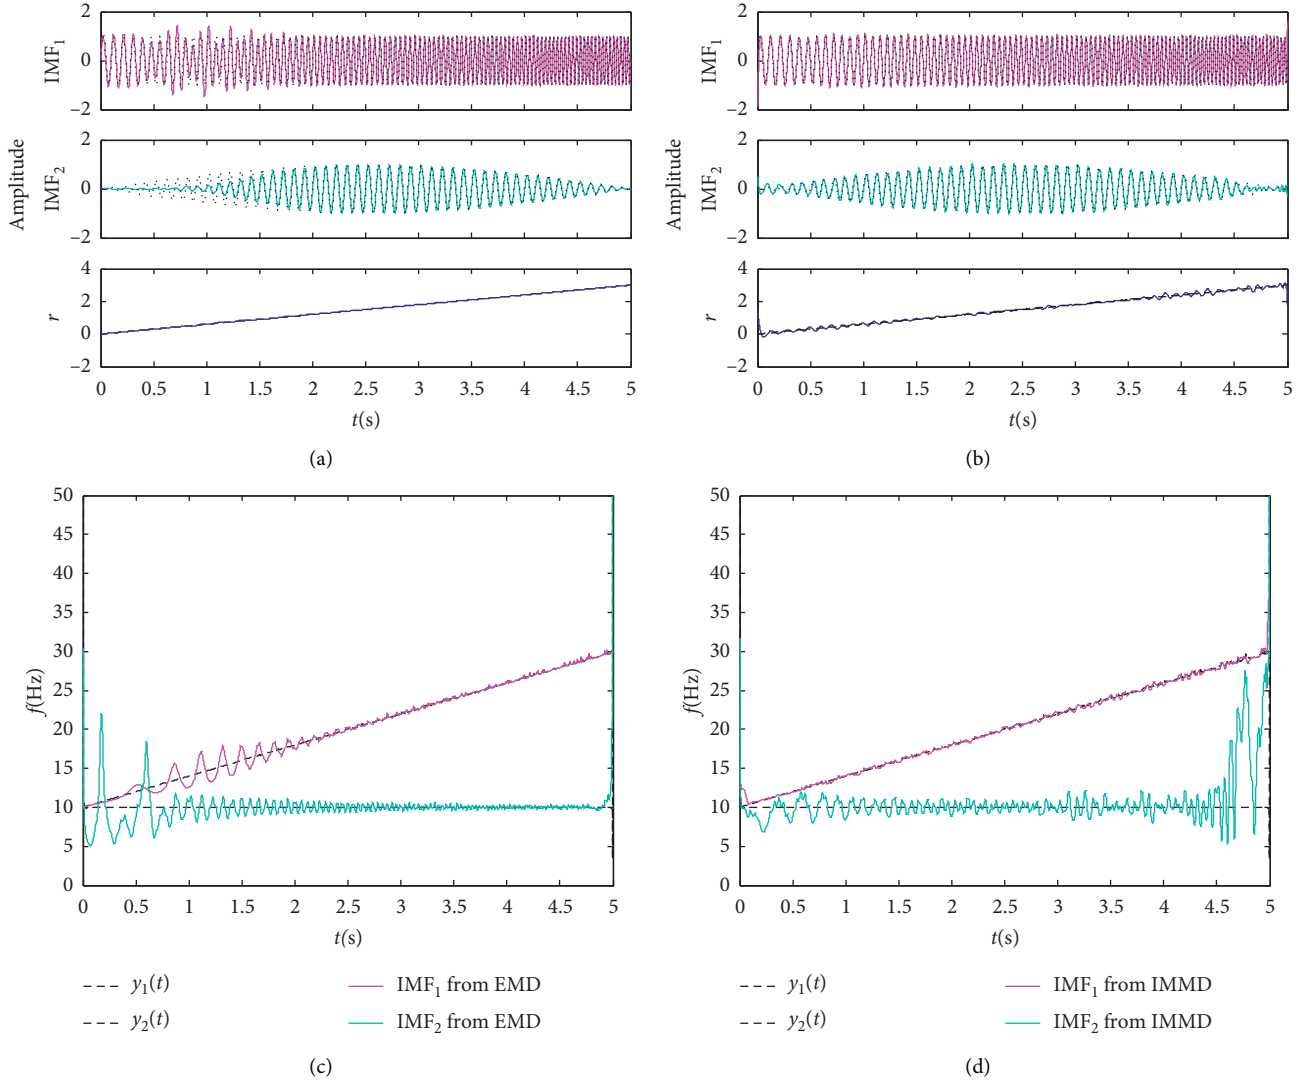 2
0
−2
IMF1
2
0
−2
Amplitude
IMF2
4
2
0
−2
r
0 0.5 1 1.5 2 2.5 3 3.5 4 4.5 5
t(s)
(a)
2
0
−2
IMF1
2
0
−2
Amplitude
IMF2
4
2
0
−2
r
0 0.5 1 1.5 2 2.5 3 3.5 4 4.5 5
t(s)
(b)
50
45
40
35
30
25
20
15
10
5
0
f(Hz)
0 0.5 1 1.5 2 2.5 3 3.5 4 4.5 5
t(s)
y1(t)
y2(t)
IMF1 from EMD
IMF2 from EMD
(c)
50
45
40
35
30
25
20
15
10
5
0
f(Hz)
0 0.5 1 1.5 2 2.5 3 3.5 4 4.5 5
t(s)
y1(t)
y2(t)
IMF1 from IMMD
IMF2 from IMMD
(d)